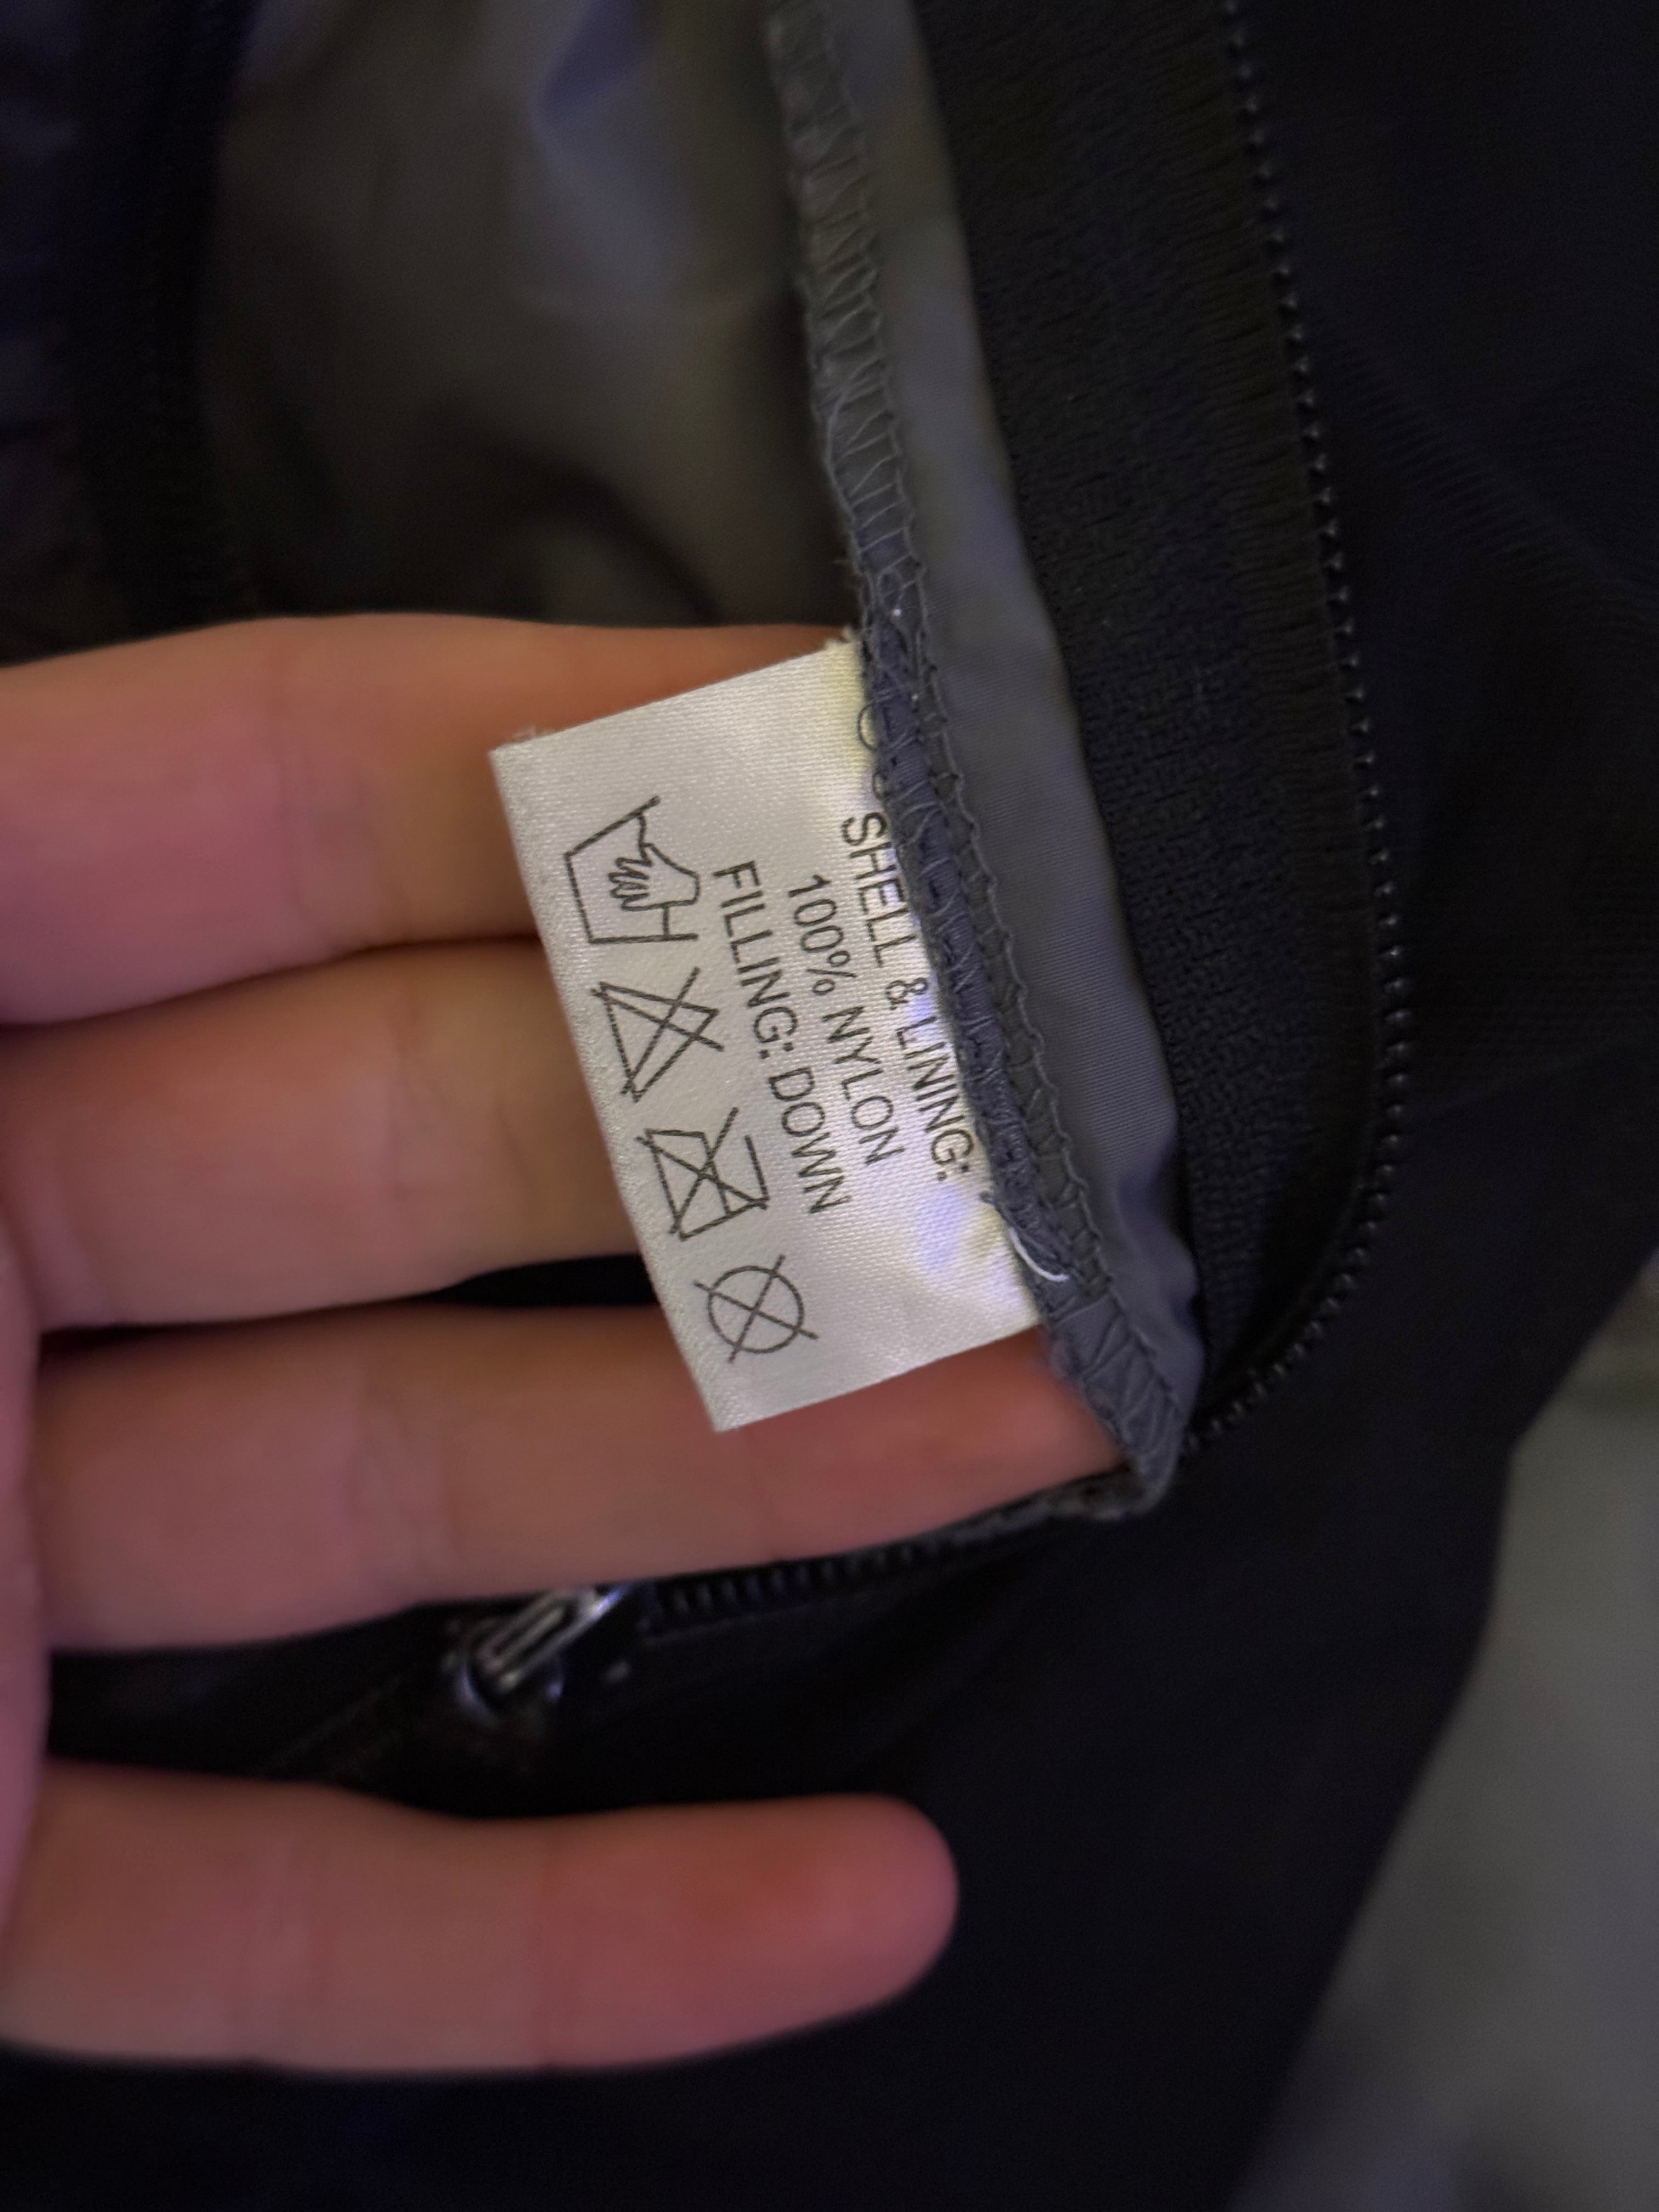 SHELL & LINING:
100% NYLON
FILLING: DOWN